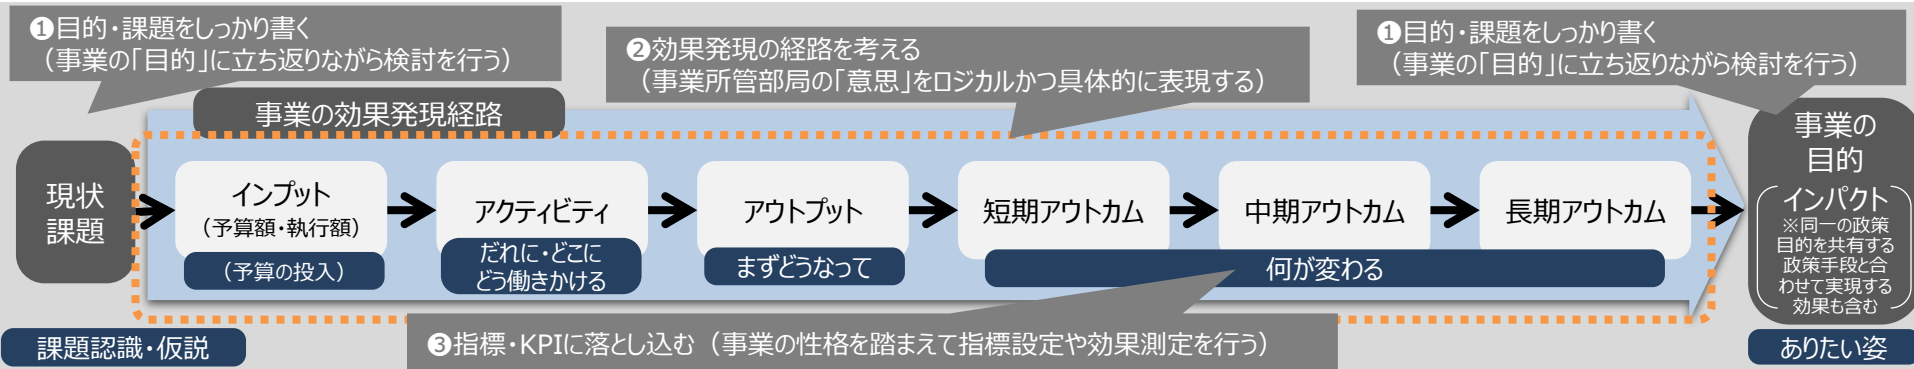 ❶目的・課題をしっかり書く
（事業の「目的」に立ち返りながら検討を行う）
❷効果発現の経路を考える
（事業所管部局の「意思」をロジカルかつ具体的に表現する）
❶目的・課題をしっかり書く
（事業の「目的」に立ち返りながら検討を行う）
事業の効果発現経路
現状
課題
インプット
（予算額・執行額）
（予算の投入）
アクティビティ
だれに・どこに
どう働きかける
アウトプット
まずどうなって
短期アウトカム
中期アウトカム
長期アウトカム
何が変わる
事業の
目的
インパクト
※同一の政策
目的を共有する
政策手段と合
わせて実現する
効果も含む
❸指標・KPIに落とし込む（事業の性格を踏まえて指標設定や効果測定を行う）
課題認識・仮説
ありたい姿